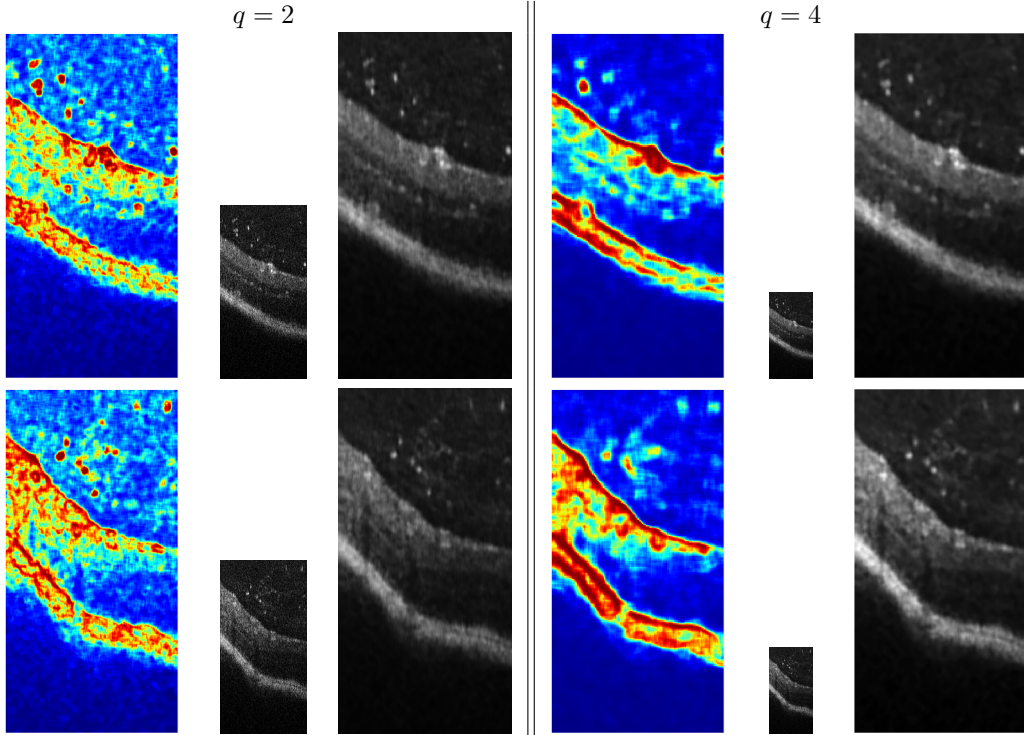 q = 2
q = 4